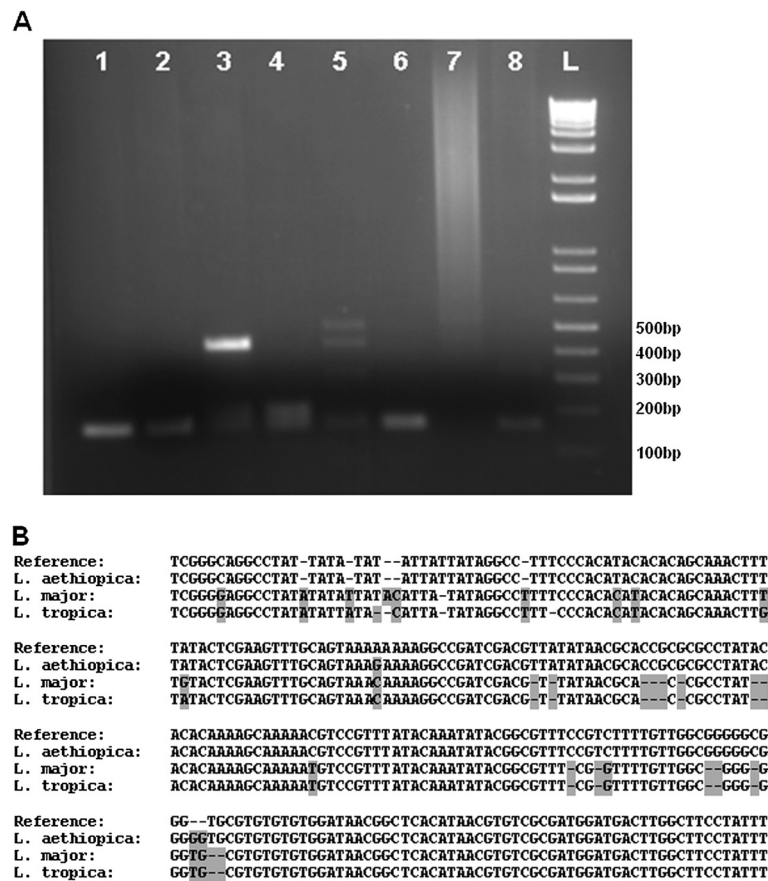 A
1 2 3 4 5 6 7 8 L
500bp
400bp
300bp
200bp
100bp
B
Reference: TCGGGCAGGCCTAT-TATA-TAT--ATTATTATAGGCC-TTTCCCACATACACACAGCAAACTTT
L. aethiopica: TCGGGCAGGCCTAT-TATA-TAT--ATTATTATAGGCC-TTTCCCACATACACACAGCAAACTTT
L. major: TCGGGGAGGCCTATATATATTATACATTA-TATAGGCCTTTTCCCACACATACACAGCAAACTTT
L. tropica: TCGGGGAGGCCTATATATTATA--CATTA-TATAGGCCTTT-CCCACACATACACAGCAAACTTG
Reference: TATACTCGAAGTTTGCAGTAAAAAAAAGGCCGATCGACGTTATATAACGCACCGCGCGCCTATAC
L. aethiopica: TATACTCGAAGTTTGCAGTAAAGAAAAGGCCGATCGACGTTATATAACGCACCGCGCGCCTATAC
L. major: TGTACTCGAAGTTTGCAGTAAACAAAAGGCCGATCGACG-T-TATAACGCA---C-CGCCTAT--
L. tropica: TATACTCGAAGTTTGCAGTAAACAAAAGGCCGATCGACG-T-TATAACGCA---C-CGCCTAT--
Reference: ACACAAAAGCAAAAACGTCCGTTTATACAAATATACGGCGTTTCCGTCTTTTGTTGGCGGGGGCG
L. aethiopica: ACACAAAAGCAAAAACGTCCGTTTATACAAATATACGGCGTTTCCGTCTTTTGTTGGCGGGGGCG
L. major: ACACAAAAGCAAAAATGTCCGTTTATACAAATATACGGCGTTT-CG-GTTTTGTTGGC--GGG-G
L. tropica: ACACAAAAGCAAAAATGTCCGTTTATACAAATATACGGCGTTT-CG-GTTTTGTTGGC--GGG-G
Reference: GG--TGCGTGTGTGTGGATAACGGCTCACATAACGTGTCGCGATGGATGACTTGGCTTCCTATTT
L. aethiopica: GGGGTGCGTGTGTGTGGATAACGGCTCACATAACGTGTCGCGATGGATGACTTGGCTTCCTATTT
L. major: GGTG--CGTGTGTGTGGATAACGGCTCACATAACGTGTCGCGATGGATGACTTGGCTTCCTATTT
L. tropica: GGTG--CGTGTGTGTGGATAACGGCTCACATAACGTGTCGCGATGGATGACTTGGCTTCCTATTT